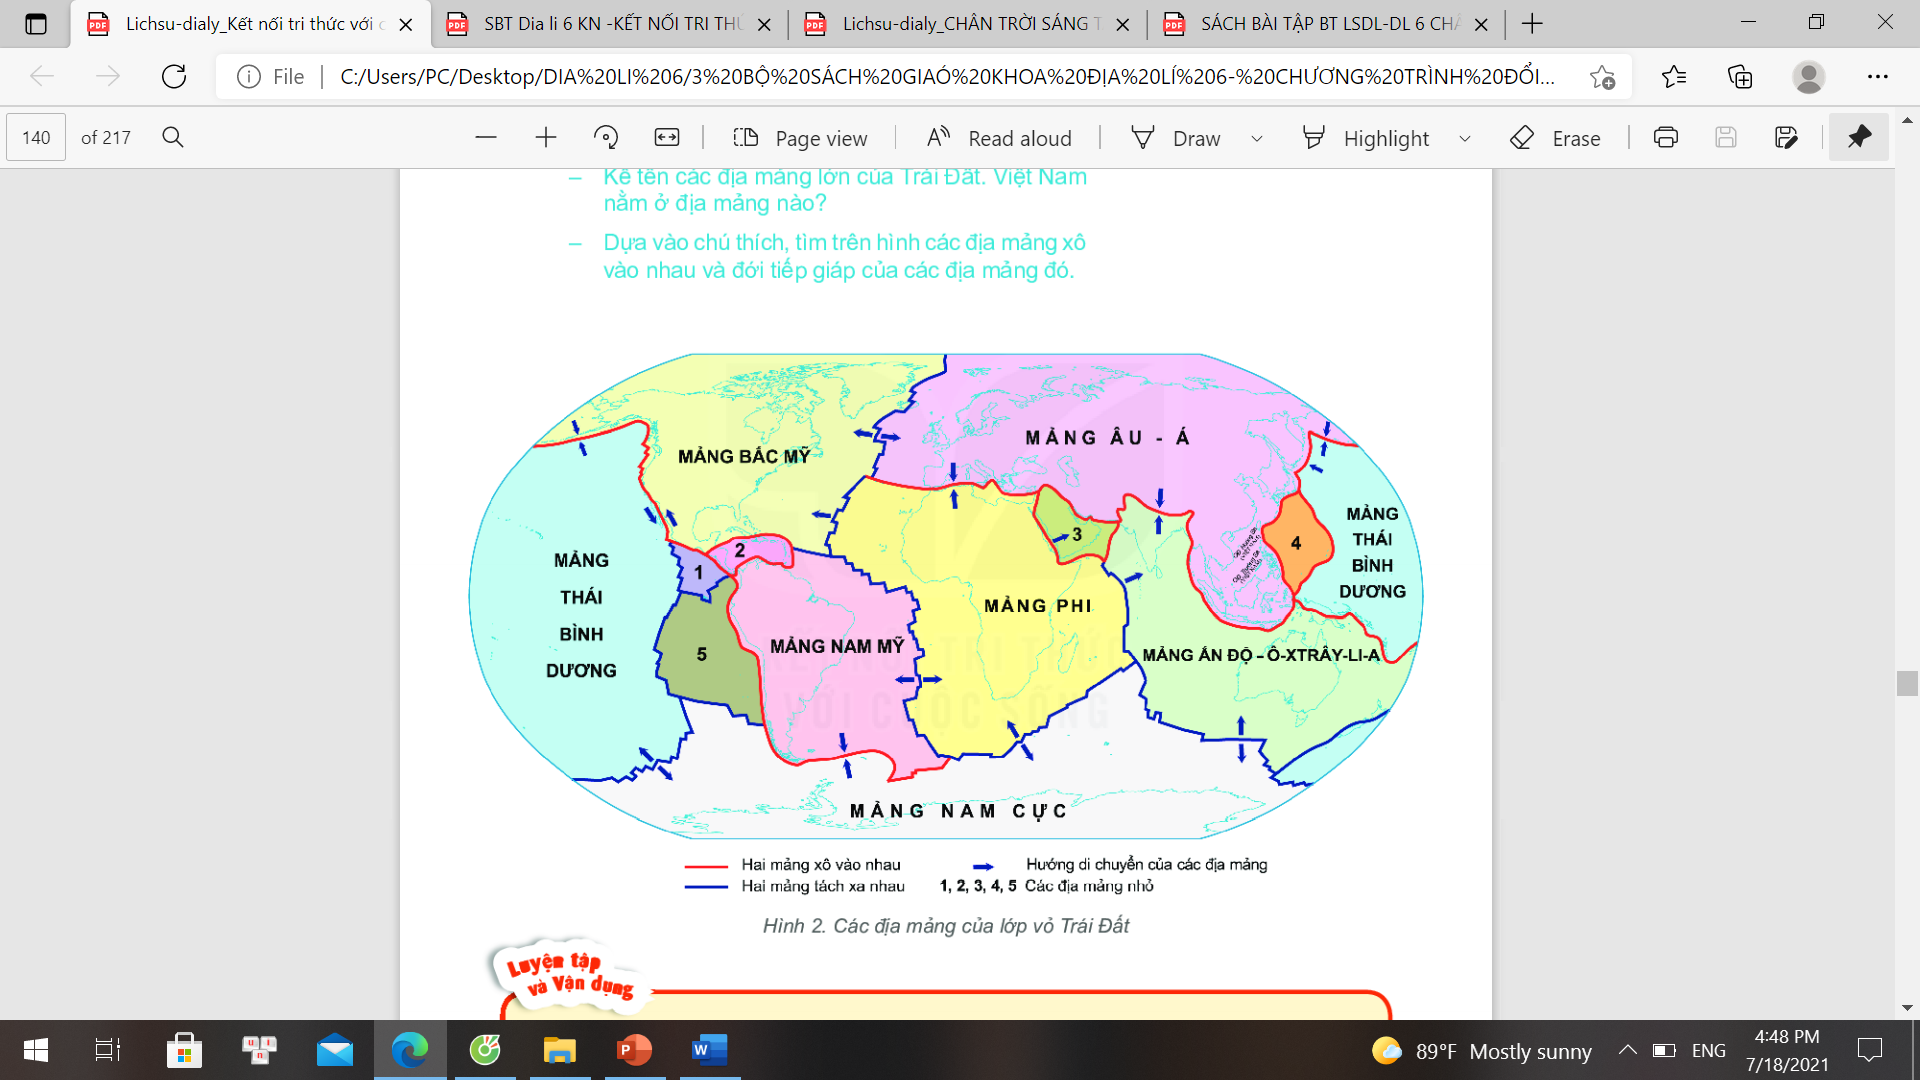 Lichsu-dialy_Kết nối tri thức với c
SBT Dia li 6 KN -KẾT NỐI TRI THỨ
Lichsu-dialy_CHÂN TRỜI SÁNG T
SÁCH BÀI TẬP BT LSDL-DL 6 CHÂ
File
C:/Users/PC/Desktop/DIA%20LI%206/3%20BỘ%20SÁCH%20GIAÓ%20KHOA%20ĐỊA%20LÍ%206-%20CHƯƠNG%20TRÌNH%20ĐỔI...
140 of 217
Page view
Read aloud
Draw
Highlight
Erase
– Kể tên các địa mảng lớn của Trái Đất. Việt Nam
nằm ở địa mảng nào?
– Dựa vào chú thích, tìm trên hình các địa mảng xô
vào nhau và đới tiếp giáp của các địa mảng đó.
MẢNG BẮC MỸ
MẢNG ÂU - Á
MẢNG
THÁI
BÌNH
DƯƠNG
MẢNG
THÁI
BÌNH
DƯƠNG
1
2
3
4
5
MẢNG PHI
MẢNG NAM MỸ
MẢNG ẤN ĐỘ – Ô-XTRÂY-LI-A
MẢNG NAM CỰC
VỚI CUỘC SỐNG
Hai mảng xô vào nhau
Hướng di chuyển của các địa mảng
Hai mảng tách xa nhau
1, 2, 3, 4, 5 Các địa mảng nhỏ
Hình 2. Các địa mảng của lớp vỏ Trái Đất
Luyện tập
và Vận dụng
89°F Mostly sunny
ENG
4:48 PM
7/18/2021